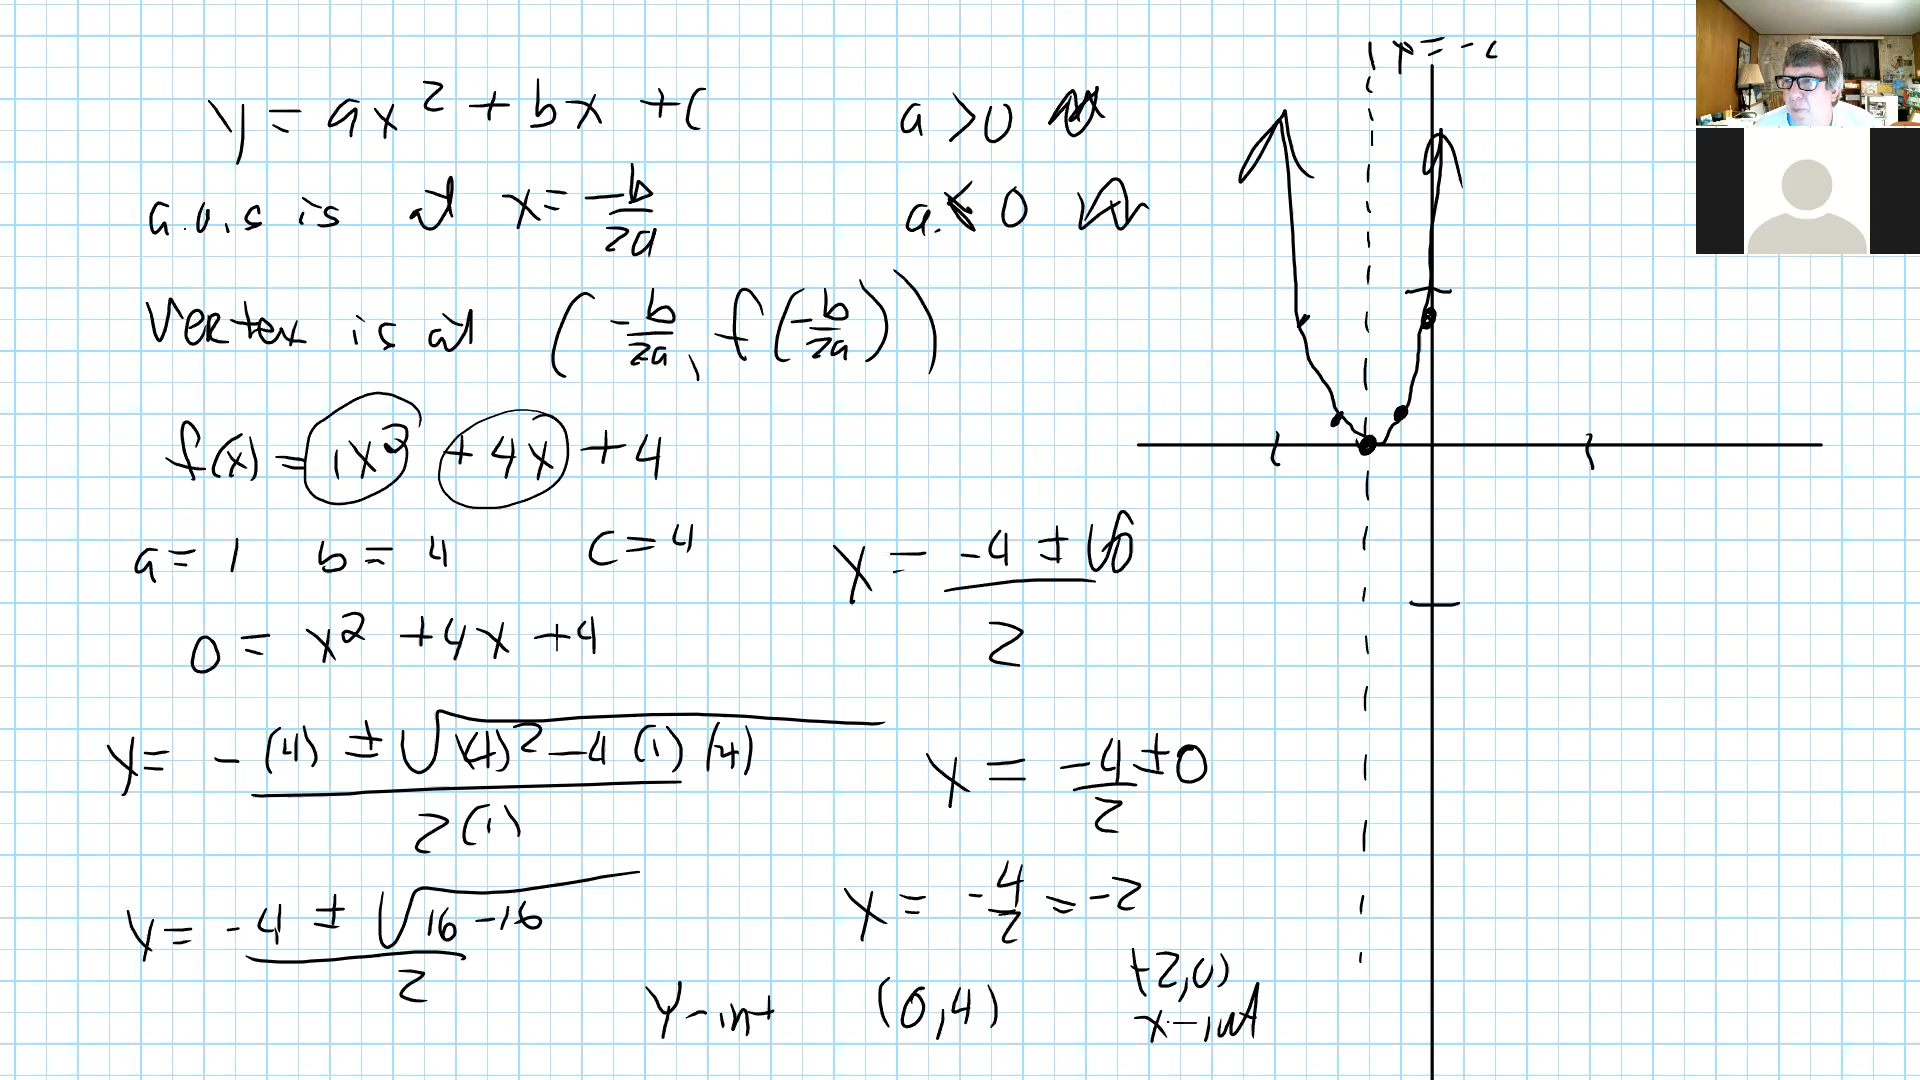 y = ax² + bx + c
a > 0
a.o.s is at x = -b/2a
a < 0
Vertex is at (-b/2a, f(-b/2a))
f(x) = 1x² + 4x + 4
a = 1 b = 4 c = 4
0 = x² + 4x + 4
x = -(4) ± √(4)² - 4 (1) (4) / 2(1)
x = -4 ± √16 - 16 / 2
x = -4 ± √0 / 2
x = -4 ± 0 / 2
x = -4/2 = -2
(-2,0)
x-int
y-int (0,4)